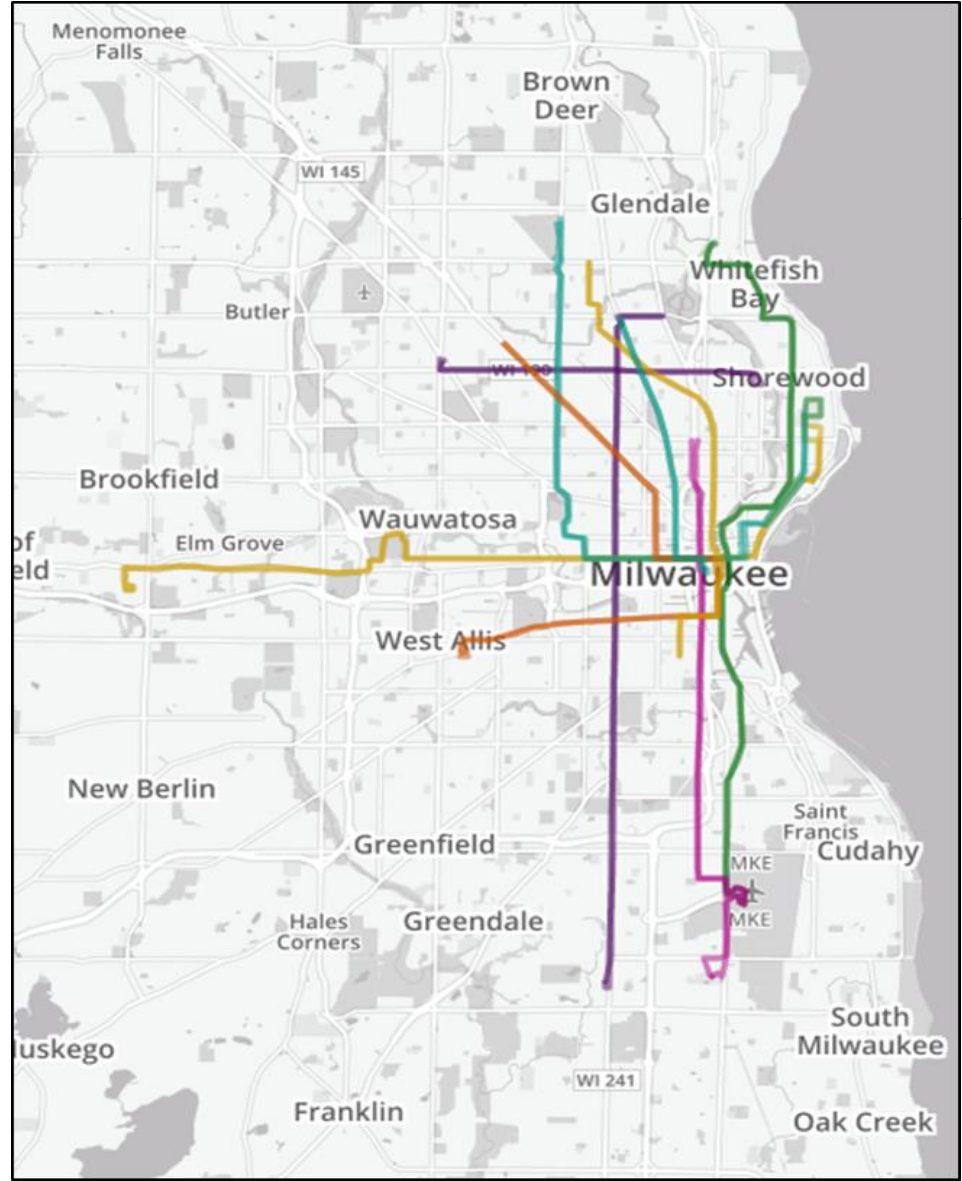 Menomonee
Falls
Brown
Deer
WI 145
Glendale
Whitefish
Bay
Butler
Shorewood
Brookfield
Wauwatosa
of
Elm Grove
eld
Milwaukee
West Allis
New Berlin
Saint
Francis
Greenfield
Cudahy
MKE
Hales
Corners
Greendale
MKE
South
Milwaukee
luskego
WI 241
Franklin
Oak Creek